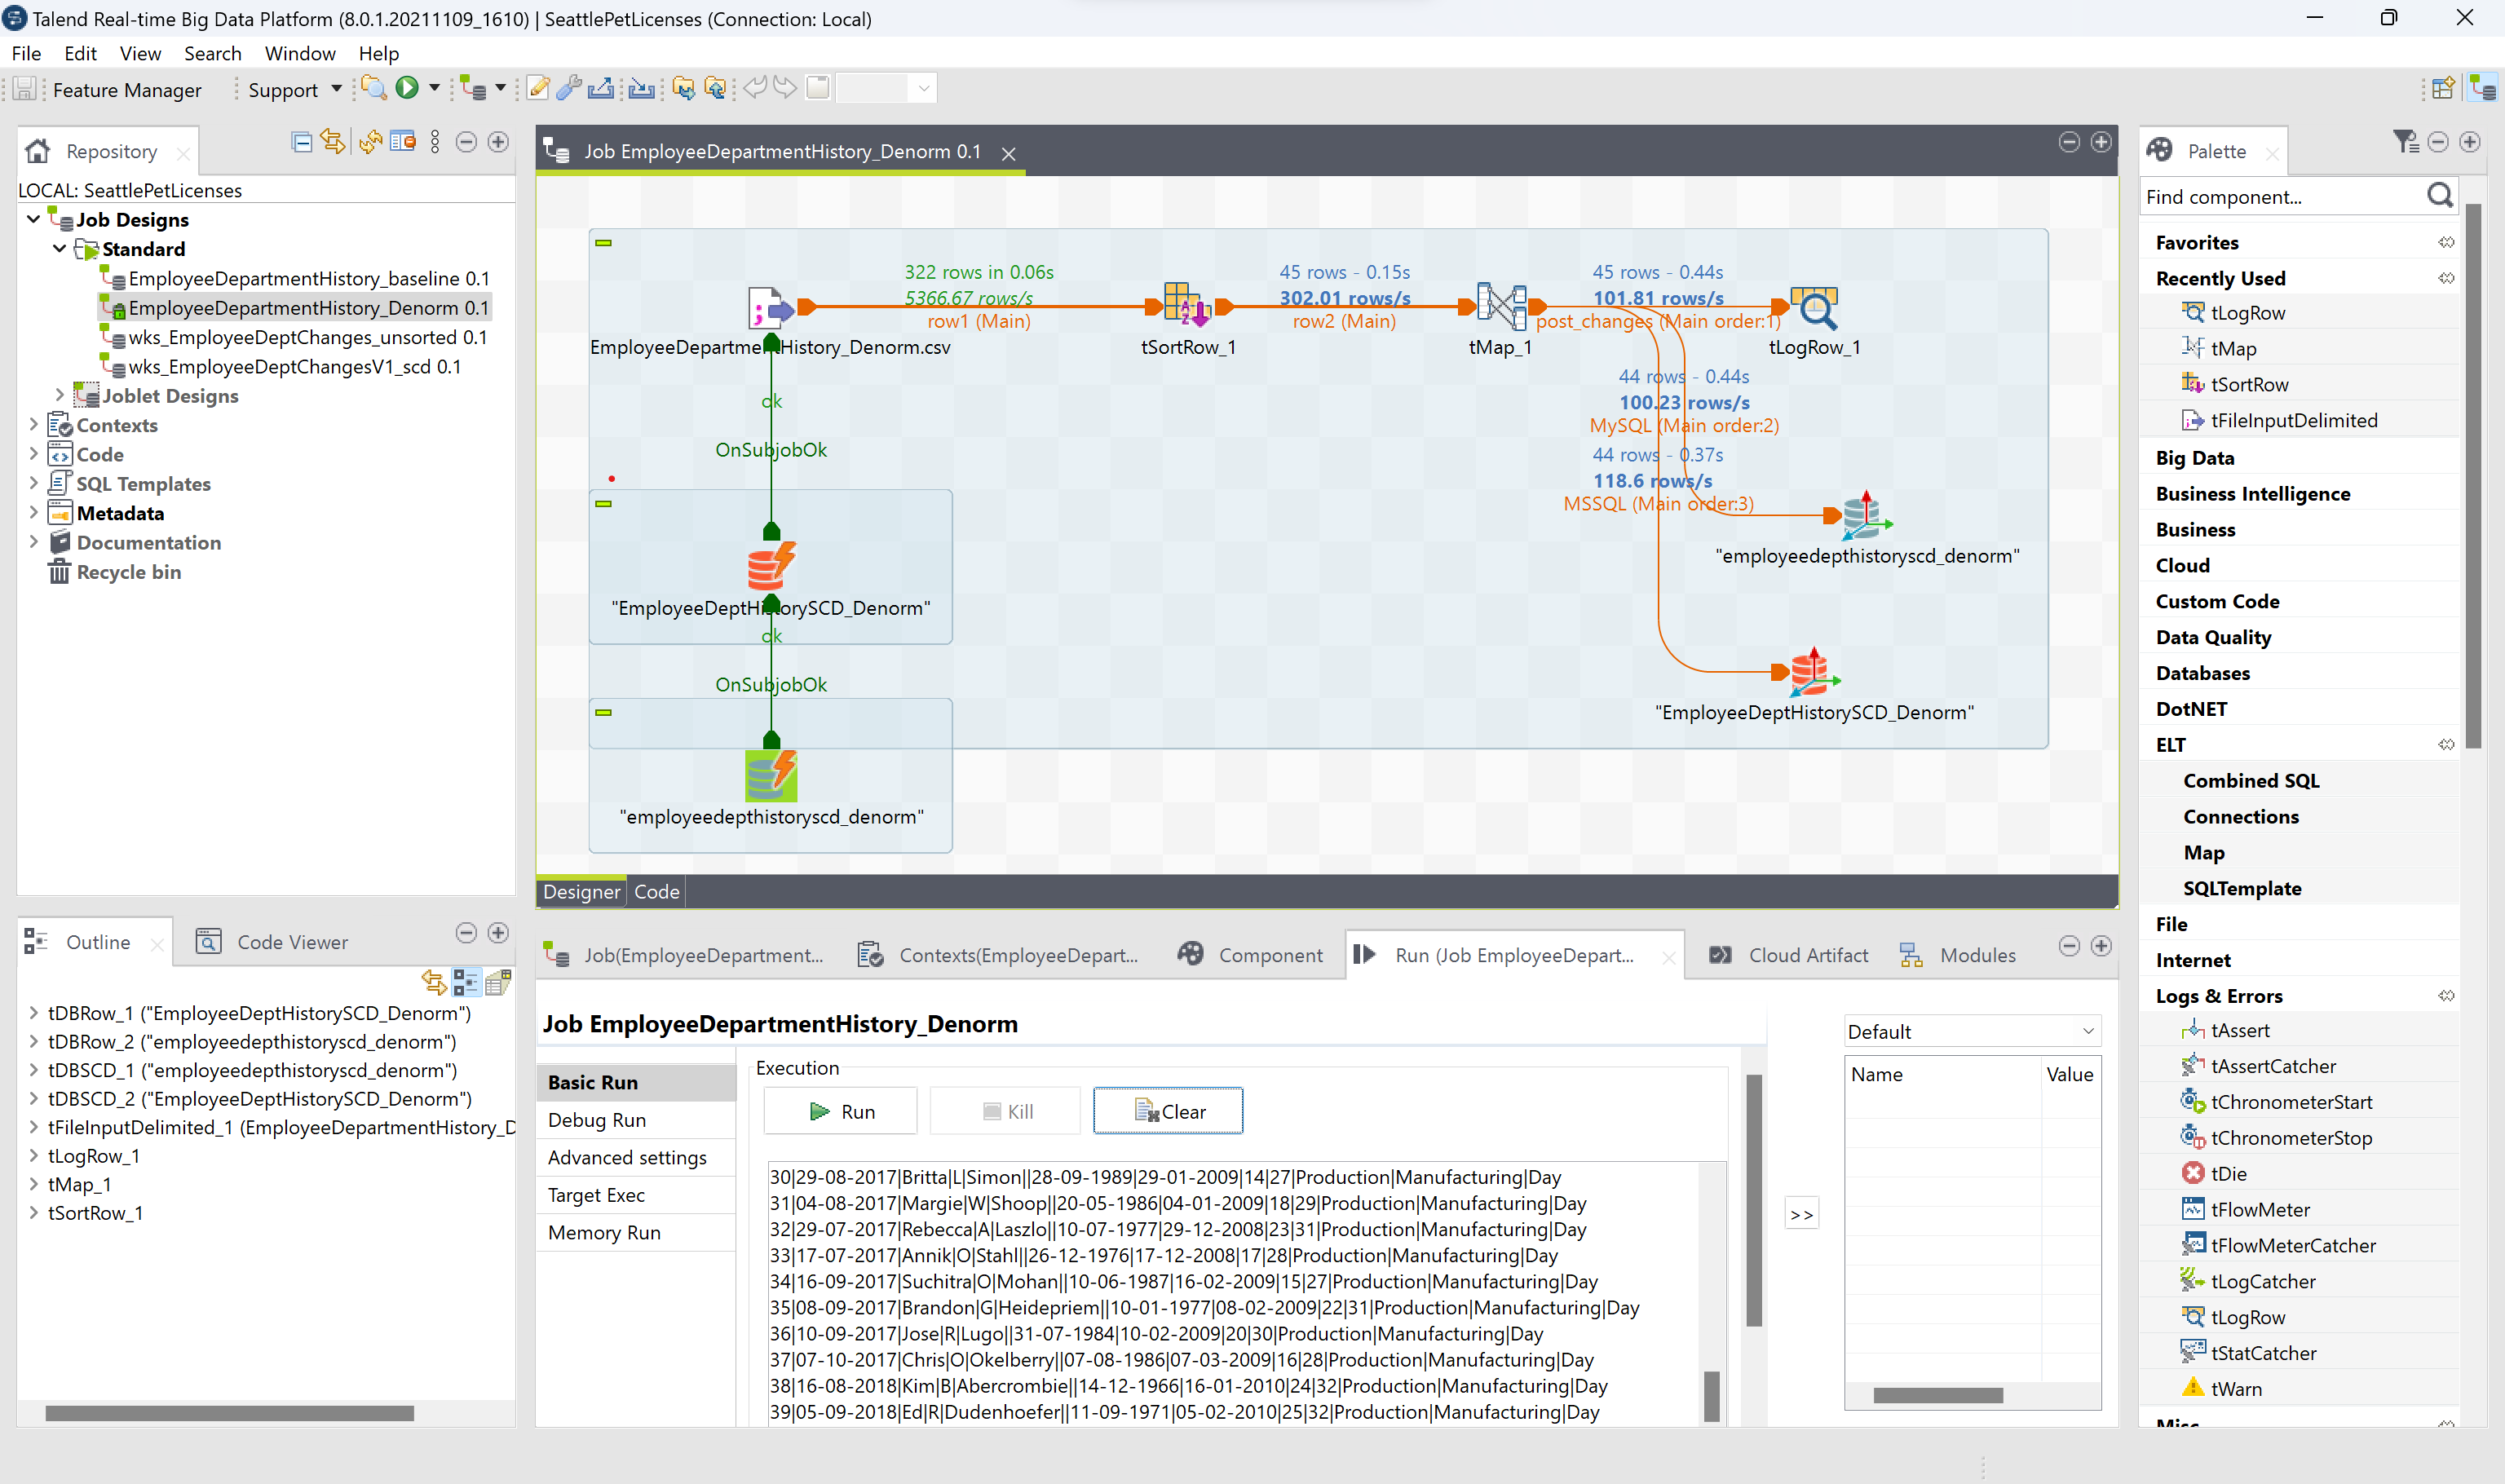 Talend Real-time Big Data Platform (8.0.1.20211109_1610) | SeattlePetLicenses (Connection: Local)
File Edit View Search Window Help
Feature Manager Support
Repository
LOCAL: SeattlePetLicenses
Job Designs
Standard
EmployeeDepartmentHistory_baseline 0.1
EmployeeDepartmentHistory_Denorm 0.1
wks_EmployeeDeptChanges_unsorted 0.1
wks_EmployeeDeptChangesV1_scd 0.1
Joblet Designs
Contexts
Code
SQL Templates
Metadata
Documentation
Recycle bin
Job EmployeeDepartmentHistory_Denorm 0.1
322 rows in 0.06s
5366.67 rows/s
row1 (Main)
45 rows - 0.15s
302.01 rows/s
row2 (Main)
45 rows - 0.44s
101.81 rows/s
post_changes (Main order:1)
EmployeeDepartmentHistory_Denorm.csv
tSortRow_1
tMap_1
tLogRow_1
44 rows - 0.44s
100.23 rows/s
MySQL (Main order:2)
44 rows - 0.37s
118.6 rows/s
MSSQL (Main order:3)
ok
OnSubjobOk
"employeedepthistoryscd_denorm"
"EmployeeDeptHistorySCD_Denorm"
ok
OnSubjobOk
"EmployeeDeptHistorySCD_Denorm"
"employeedepthistoryscd_denorm"
Designer Code
Palette
Find component...
Favorites
Recently Used
tLogRow
tMap
tSortRow
tFileInputDelimited
Big Data
Business Intelligence
Business
Cloud
Custom Code
Data Quality
Databases
DotNET
ELT
Combined SQL
Connections
Map
SQLTemplate
File
Internet
Logs & Errors
tAssert
tAssertCatcher
tChronometerStart
tChronometerStop
tDie
tFlowMeter
tFlowMeterCatcher
tLogCatcher
tLogRow
tStatCatcher
tWarn
Misc
Outline Code Viewer
tDBRow_1 ("EmployeeDeptHistorySCD_Denorm")
tDBRow_2 ("employeedepthistoryscd_denorm")
tDBSCD_1 ("employeedepthistoryscd_denorm")
tDBSCD_2 ("EmployeeDeptHistorySCD_Denorm")
tFileInputDelimited_1 (EmployeeDepartmentHistory_D
tLogRow_1
tMap_1
tSortRow_1
Job(EmployeeDepartment... Contexts(EmployeeDepart... Component Run (Job EmployeeDepart... Cloud Artifact Modules
Job EmployeeDepartmentHistory_Denorm
Basic Run
Debug Run
Advanced settings
Target Exec
Memory Run
Execution
Run Kill Clear
30|29-08-2017|Britta|L|Simon||28-09-1989|29-01-2009|14|27|Production|Manufacturing|Day
31|04-08-2017|Margie|W|Shoop||20-05-1986|04-01-2009|18|29|Production|Manufacturing|Day
32|29-07-2017|Rebecca|A|Laszlo||10-07-1977|29-12-2008|23|31|Production|Manufacturing|Day
33|17-07-2017|Annik|O|Stahl||26-12-1976|17-12-2008|17|28|Production|Manufacturing|Day
34|16-09-2017|Suchitra|O|Mohan||10-06-1987|16-02-2009|15|27|Production|Manufacturing|Day
35|08-09-2017|Brandon|G|Heidepriem||10-01-1977|08-02-2009|22|31|Production|Manufacturing|Day
36|10-09-2017|Jose|R|Lugo||31-07-1984|10-02-2009|20|30|Production|Manufacturing|Day
37|07-10-2017|Chris|O|Okelberry||07-08-1986|07-03-2009|16|28|Production|Manufacturing|Day
38|16-08-2018|Kim|B|Abercrombie||14-12-1966|16-01-2010|24|32|Production|Manufacturing|Day
39|05-09-2018|Ed|R|Dudenhoefer||11-09-1971|05-02-2010|25|32|Production|Manufacturing|Day
>>
Default
Name Value